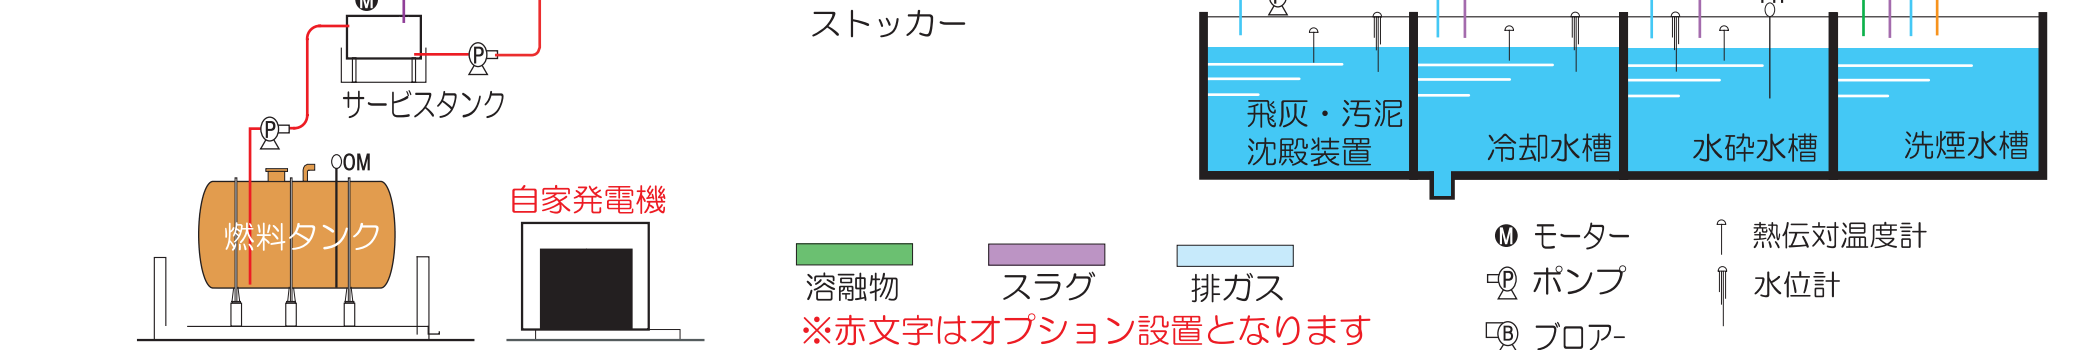 M
ストッカー
P
サービスタンク
P
OM
燃料タンク
自家発電機
飛灰・汚泥
沈殿装置
冷却水槽
水砕水槽
洗煙水槽
溶融物
スラグ
排ガス
※赤文字はオプション設置となります
M モーター
P ポンプ
B ブロアー
熱伝対温度計
水位計